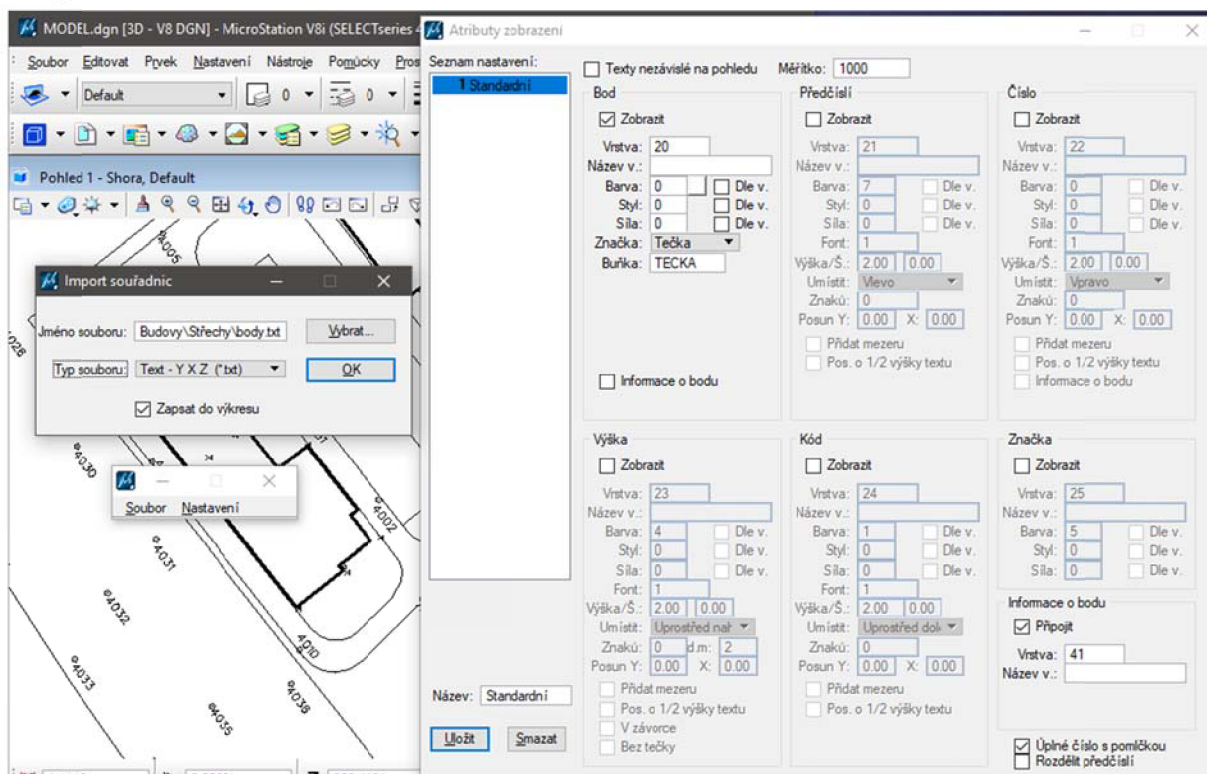 MODEL.dgn [3D - V8 DGN] - MicroStation V8i (SELECTseries 4
Soubor Editovat Prvek Nastavení Nástroje Pomůcky Pros
Default 0 0
Pohled 1 - Shora, Default
4005
Import souřadnic
Jméno souboru: Budovy\Střechy\body.txt Vybrat...
Typ souboru: Text - Y X Z (*.txt) OK
Zapsat do výkresu
4030
4002
Soubor Nastavení
4031
4032
4010
4033
4036
4035
Atributy zobrazení
Seznam nastavení:
1 Standardní
Název: Standardní
Uložit Smazat
Texty nezávislé na pohledu Měřítko: 1000
Bod
Zobrazit
Vrstva: 20
Název v.:
Barva: 0 Dle v.
Styl: 0 Dle v.
Síla: 0 Dle v.
Značka: Tečka
Buňka: TECKA
Informace o bodu
Předčíslí
Zobrazit
Vrstva: 21
Název v.:
Barva: 7 Dle v.
Styl: 0 Dle v.
Síla: 0 Dle v.
Font: 1
Výška/Š.: 2.00 0.00
Umístit: Vlevo
Znaků: 0
Posun Y: 0.00 X: 0.00
Přidat mezeru
Pos. o 1/2 výšky textu
Číslo
Zobrazit
Vrstva: 22
Název v.:
Barva: 0 Dle v.
Styl: 0 Dle v.
Síla: 0 Dle v.
Font: 1
Výška/Š.: 2.00 0.00
Umístit: Vpravo
Znaků: 0
Posun Y: 0.00 X: 0.00
Přidat mezeru
Pos. o 1/2 výšky textu
Informace o bodu
Výška
Zobrazit
Vrstva: 23
Název v.:
Barva: 4 Dle v.
Styl: 0 Dle v.
Síla: 0 Dle v.
Font: 1
Výška/Š.: 2.00 0.00
Umístit: Uprostřed nah
Znaků: 0 d.m: 2
Posun Y: 0.00 X: 0.00
Přidat mezeru
Pos. o 1/2 výšky textu
V závorce
Bez tečky
Kód
Zobrazit
Vrstva: 24
Název v.:
Barva: 1 Dle v.
Styl: 0 Dle v.
Síla: 0 Dle v.
Font: 1
Výška/Š.: 2.00 0.00
Umístit: Uprostřed dole
Znaků: 0
Posun Y: 0.00 X: 0.00
Přidat mezeru
Pos. o 1/2 výšky textu
Značka
Zobrazit
Vrstva: 25
Název v.:
Barva: 5 Dle v.
Styl: 0 Dle v.
Síla: 0 Dle v.
Informace o bodu
Připojit
Vrstva: 41
Název v.:
Úplné číslo s pomlčkou
Rozdělit předčíslí